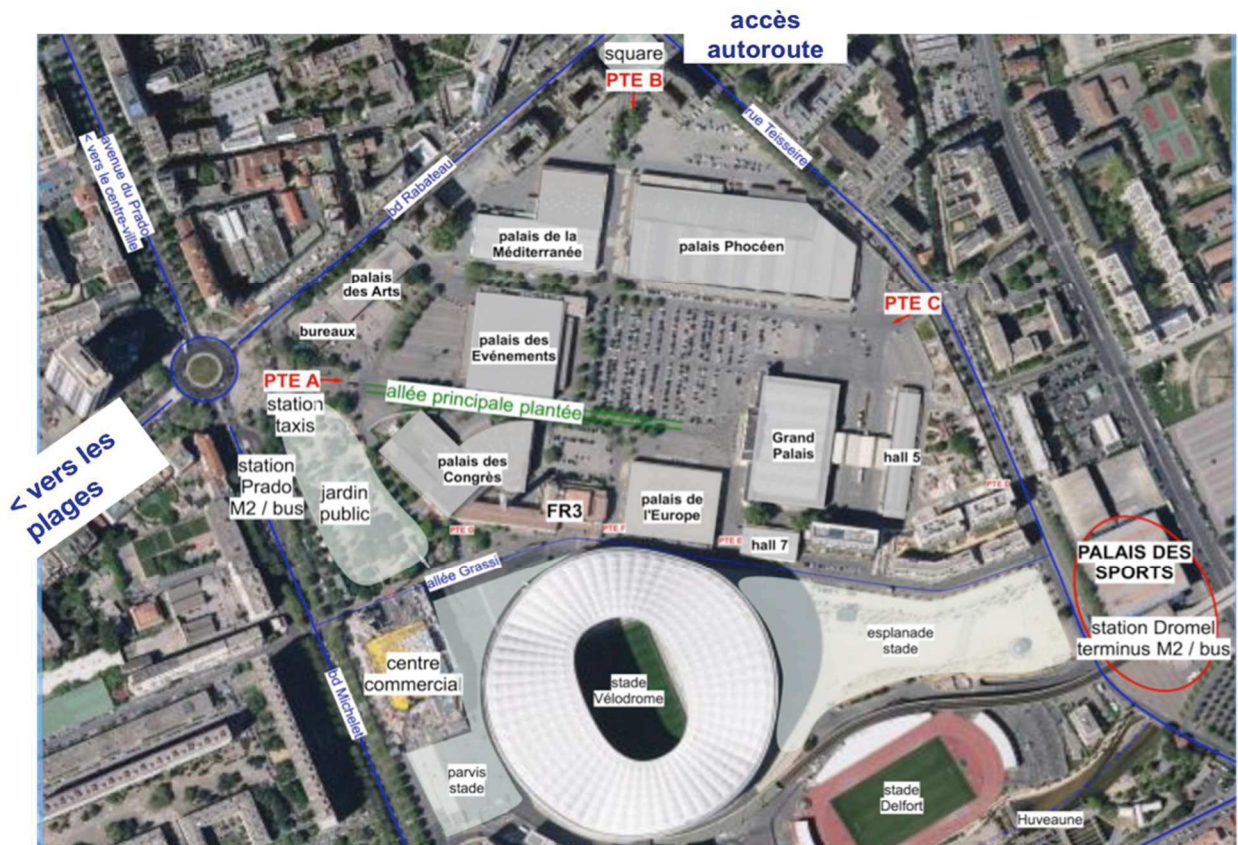 accès
autoroute
square
PTE B
rue Teisseire
avenue du Prado
< vers le centre-ville
bd Rabateau
palais de la
Méditerranée
palais Phocéen
palais
des Arts
PTE C
bureaux
palais des
Evénements
PTE A
allée principale plantée
station
taxis
< vers les
plages
station
Prado
M2 / bus
jardin
public
palais des
Congrès
Grand
Palais
hall 5
FR3
palais de
l'Europe
PTE D
PTE G
PTE F
PTE E
hall 7
PALAIS DES
SPORTS
allée Grassi
esplanade
stade
station Dromel
terminus M2 / bus
centre
commercial
stade
Vélodrome
bd Michelet
parvis
stade
stade
Delfort
Huveaune